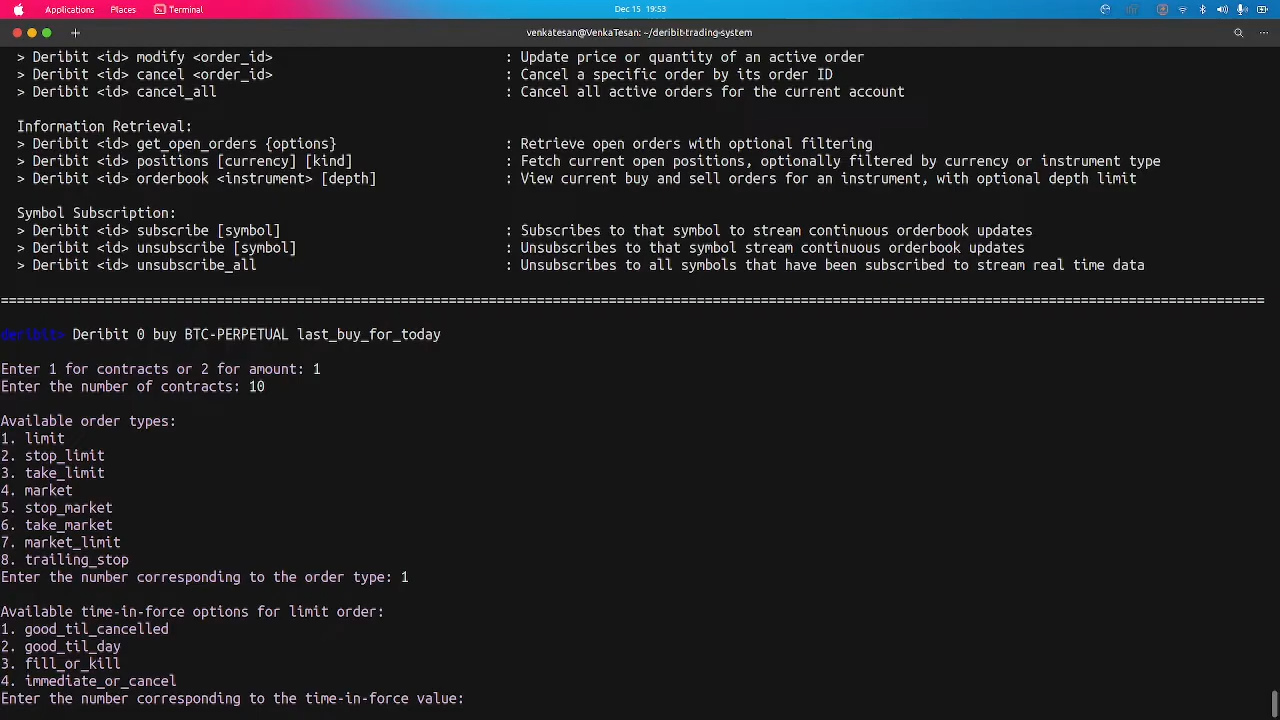 Applications Places Terminal Dec 15 19:53
venkatesan@VenkaTesan: ~/deribit-trading-system
> Deribit <id> modify <order_id> : Update price or quantity of an active order
> Deribit <id> cancel <order_id> : Cancel a specific order by its order ID
> Deribit <id> cancel_all : Cancel all active orders for the current account
Information Retrieval:
> Deribit <id> get_open_orders {options} : Retrieve open orders with optional filtering
> Deribit <id> positions [currency] [kind] : Fetch current open positions, optionally filtered by currency or instrument type
> Deribit <id> orderbook <instrument> [depth] : View current buy and sell orders for an instrument, with optional depth limit
Symbol Subscription:
> Deribit <id> subscribe [symbol] : Subscribes to that symbol to stream continuous orderbook updates
> Deribit <id> unsubscribe [symbol] : Unsubscribes to that symbol stream continuous orderbook updates
> Deribit <id> unsubscribe_all : Unsubscribes to all symbols that have been subscribed to stream real time data
==============================================================================================================================================================
deribit> Deribit 0 buy BTC-PERPETUAL last_buy_for_today
Enter 1 for contracts or 2 for amount: 1
Enter the number of contracts: 10
Available order types:
1. limit
2. stop_limit
3. take_limit
4. market
5. stop_market
6. take_market
7. market_limit
8. trailing_stop
Enter the number corresponding to the order type: 1
Available time-in-force options for limit order:
1. good_til_cancelled
2. good_til_day
3. fill_or_kill
4. immediate_or_cancel
Enter the number corresponding to the time-in-force value: